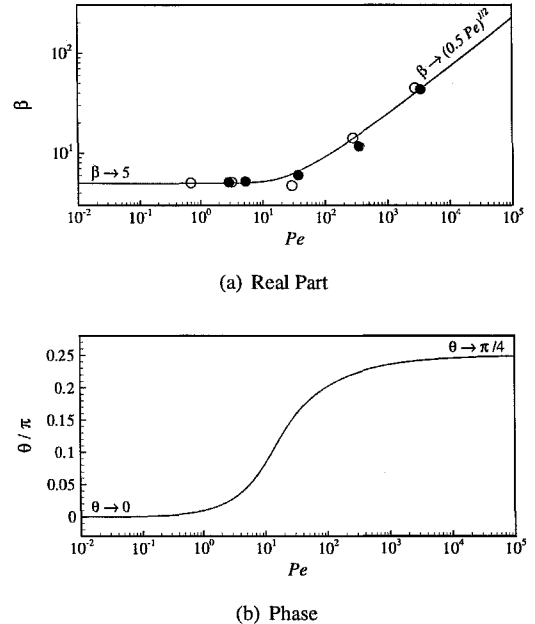 10²
β
10¹
β→5
β→(0.5 Pe)^1/2
10⁻² 10⁻¹ 10⁰ 10¹ 10² 10³ 10⁴ 10⁵
Pe
(a) Real Part
θ→π/4
0.25
0.2
0.15
θ / π
0.1
0.05
θ→0
0
10⁻² 10⁻¹ 10⁰ 10¹ 10² 10³ 10⁴ 10⁵
Pe
(b) Phase